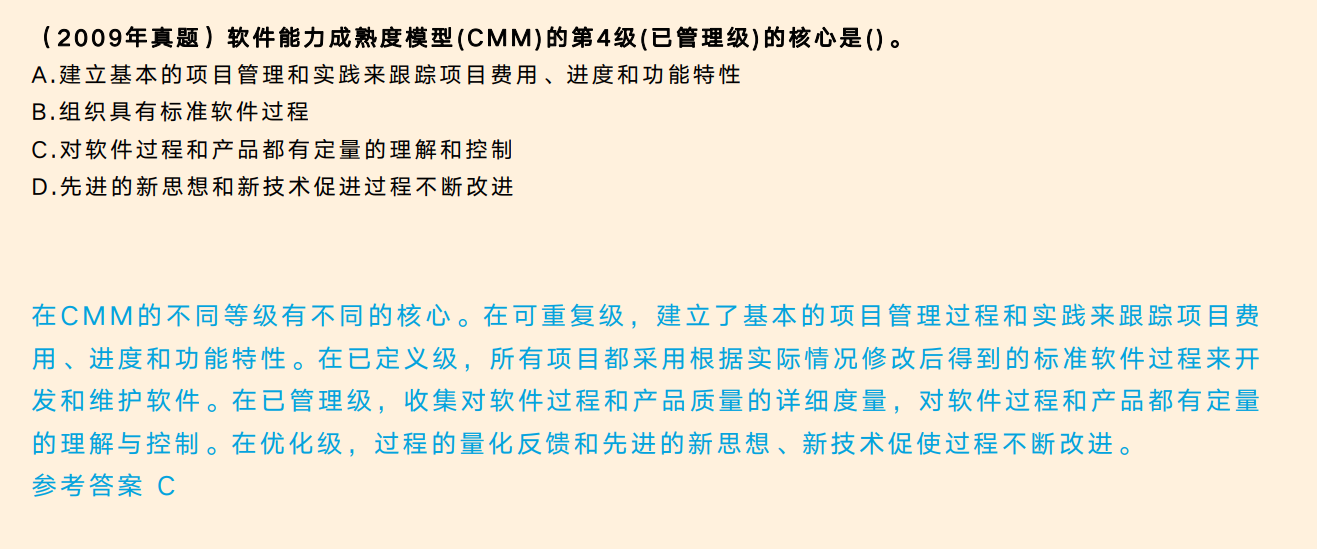 （2009年真题）软件能力成熟度模型(CMM)的第4级(已管理级)的核心是()。
A.建立基本的项目管理和实践来跟踪项目费用、进度和功能特性
B.组织具有标准软件过程
C.对软件过程和产品都有定量的理解和控制
D.先进的新思想和新技术促进过程不断改进
在CMM的不同等级有不同的核心。在可重复级，建立了基本的项目管理过程和实践来跟踪项目费
用、进度和功能特性。在已定义级，所有项目都采用根据实际情况修改后得到的标准软件过程来开
发和维护软件。在已管理级，收集对软件过程和产品质量的详细度量，对软件过程和产品都有定量
的理解与控制。在优化级，过程的量化反馈和先进的新思想、新技术促使过程不断改进。
参考答案 C